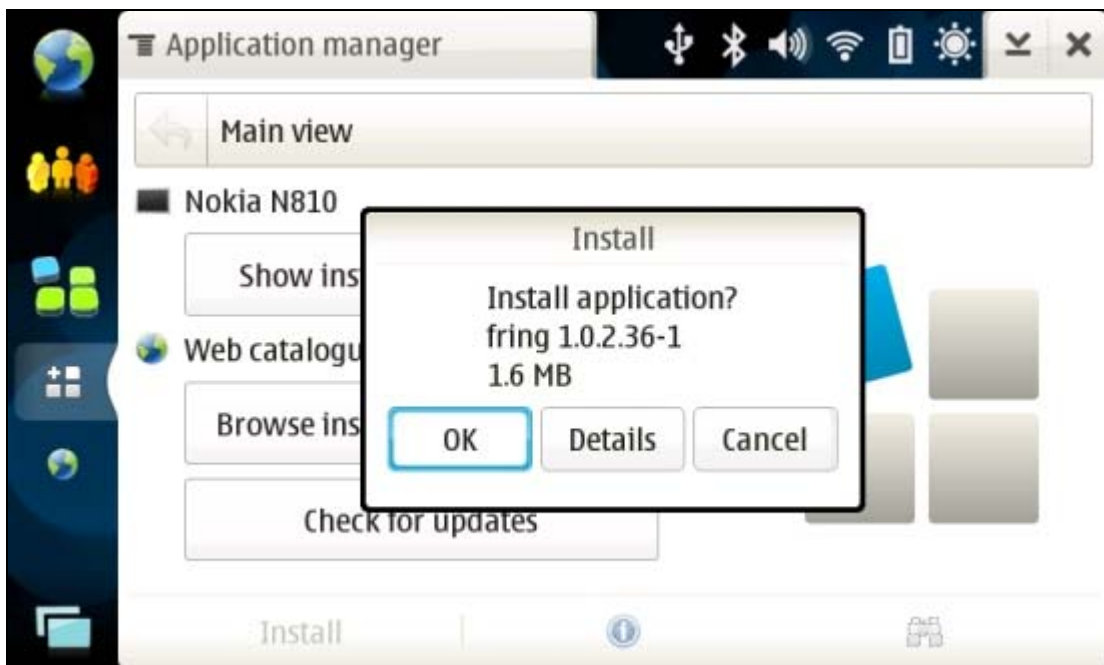 Application manager
Main view
Nokia N810
Install
Show ins
Install application?
fring 1.0.2.36-1
1.6 MB
Web catalogu
Browse ins
OK Details Cancel
Check for updates
Install